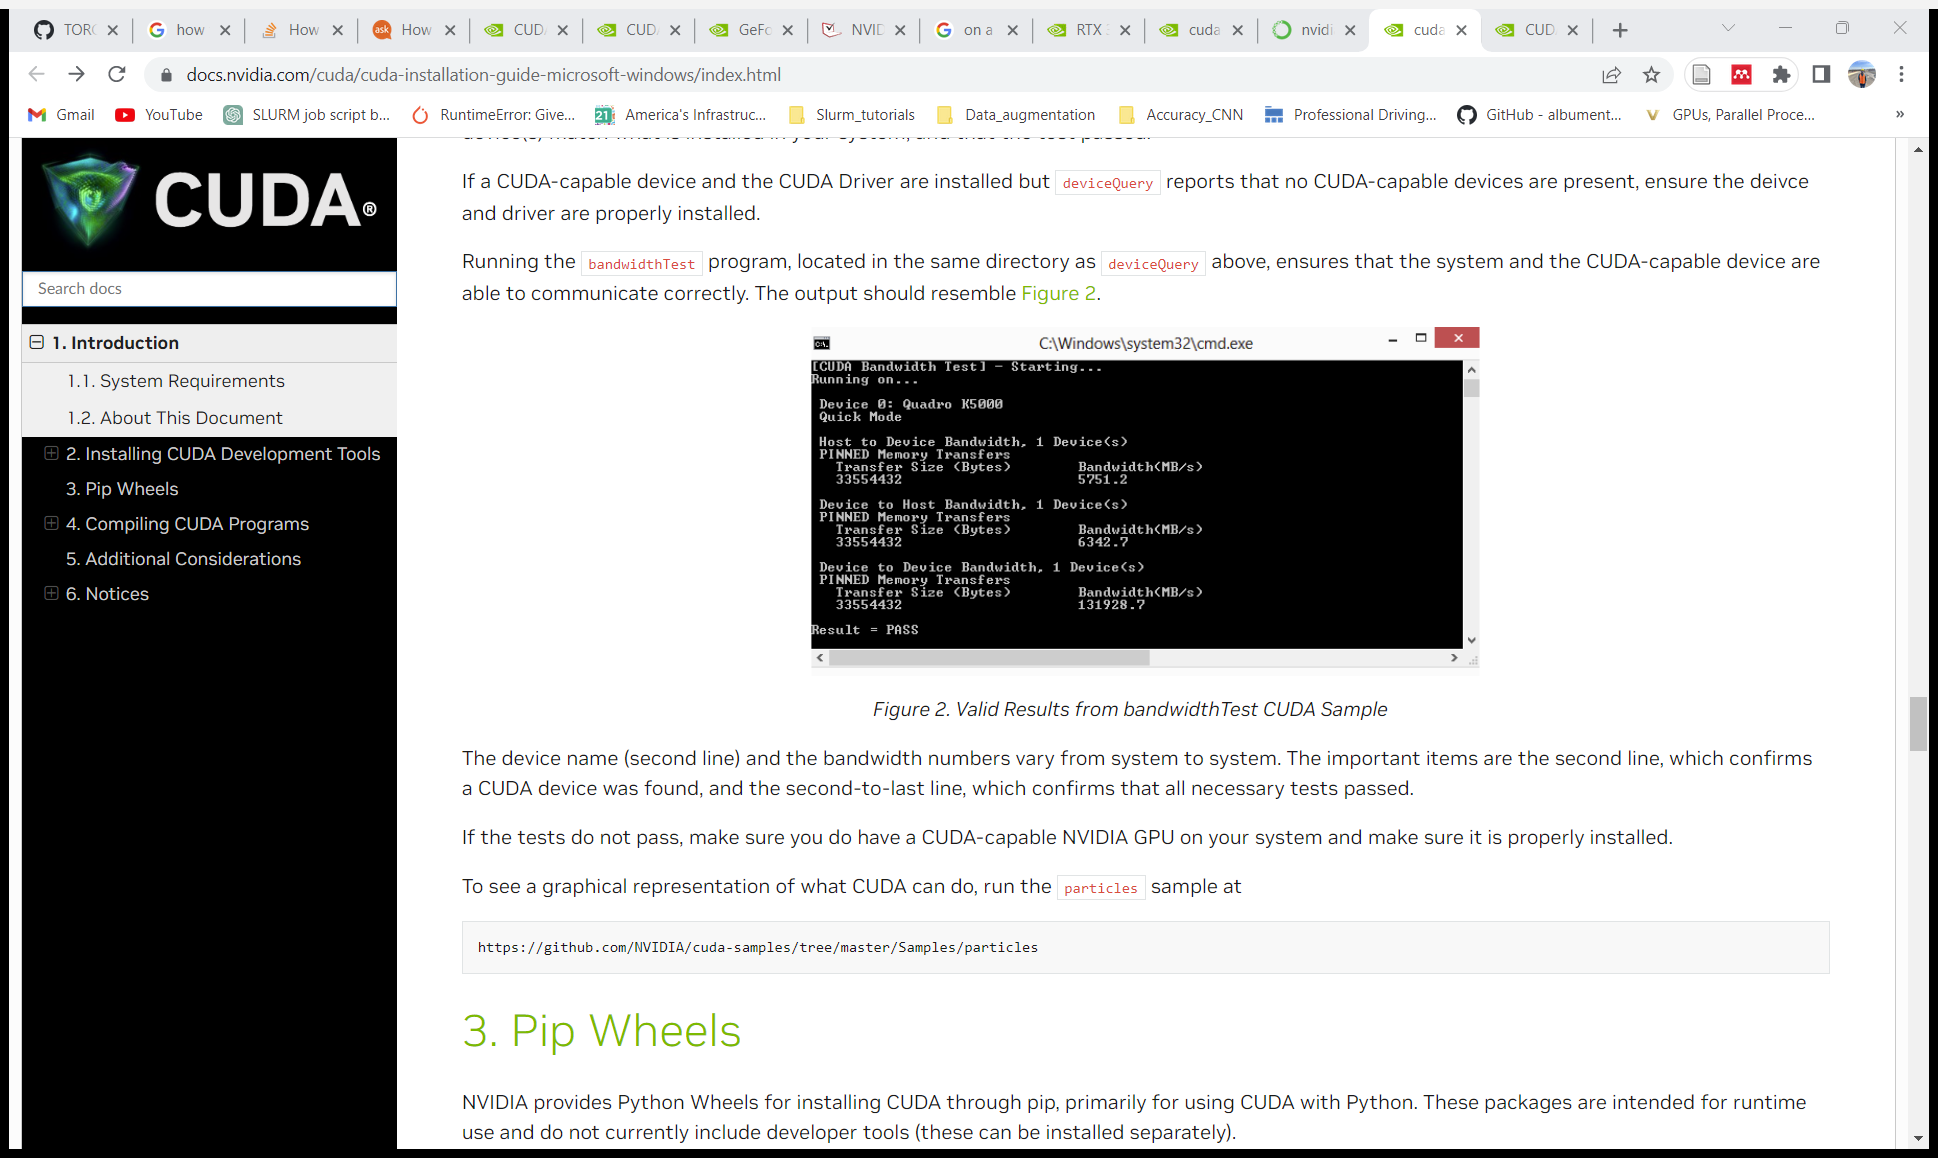 TORC
how
How
How
CUD
CUD
GeFo
NVID
on a
RTX
cuda
nvidi
cuda
CUD
docs.nvidia.com/cuda/cuda-installation-guide-microsoft-windows/index.html
Gmail
YouTube
SLURM job script b...
RuntimeError: Give...
America's Infrastruc...
Slurm_tutorials
Data_augmentation
Accuracy_CNN
Professional Driving...
GitHub - albument...
GPUs, Parallel Proce...
»
CUDA®
Search docs
1. Introduction
1.1. System Requirements
1.2. About This Document
2. Installing CUDA Development Tools
3. Pip Wheels
4. Compiling CUDA Programs
5. Additional Considerations
6. Notices
device(s) match what is installed in your system, and that the test passed.
If a CUDA-capable device and the CUDA Driver are installed but deviceQuery reports that no CUDA-capable devices are present, ensure the deivce
and driver are properly installed.
Running the bandwidthTest program, located in the same directory as deviceQuery above, ensures that the system and the CUDA-capable device are
able to communicate correctly. The output should resemble Figure 2.
C:\Windows\system32\cmd.exe
[CUDA Bandwidth Test] - Starting...
Running on...
Device 0: Quadro K5000
Quick Mode
Host to Device Bandwidth, 1 Device(s)
PINNED Memory Transfers
Transfer Size (Bytes) Bandwidth(MB/s)
33554432 5751.2
Device to Host Bandwidth, 1 Device(s)
PINNED Memory Transfers
Transfer Size (Bytes) Bandwidth(MB/s)
33554432 6342.7
Device to Device Bandwidth, 1 Device(s)
PINNED Memory Transfers
Transfer Size (Bytes) Bandwidth(MB/s)
33554432 131928.7
Result = PASS
Figure 2. Valid Results from bandwidthTest CUDA Sample
The device name (second line) and the bandwidth numbers vary from system to system. The important items are the second line, which confirms
a CUDA device was found, and the second-to-last line, which confirms that all necessary tests passed.
If the tests do not pass, make sure you do have a CUDA-capable NVIDIA GPU on your system and make sure it is properly installed.
To see a graphical representation of what CUDA can do, run the particles sample at
https://github.com/NVIDIA/cuda-samples/tree/master/Samples/particles
3. Pip Wheels
NVIDIA provides Python Wheels for installing CUDA through pip, primarily for using CUDA with Python. These packages are intended for runtime
use and do not currently include developer tools (these can be installed separately).